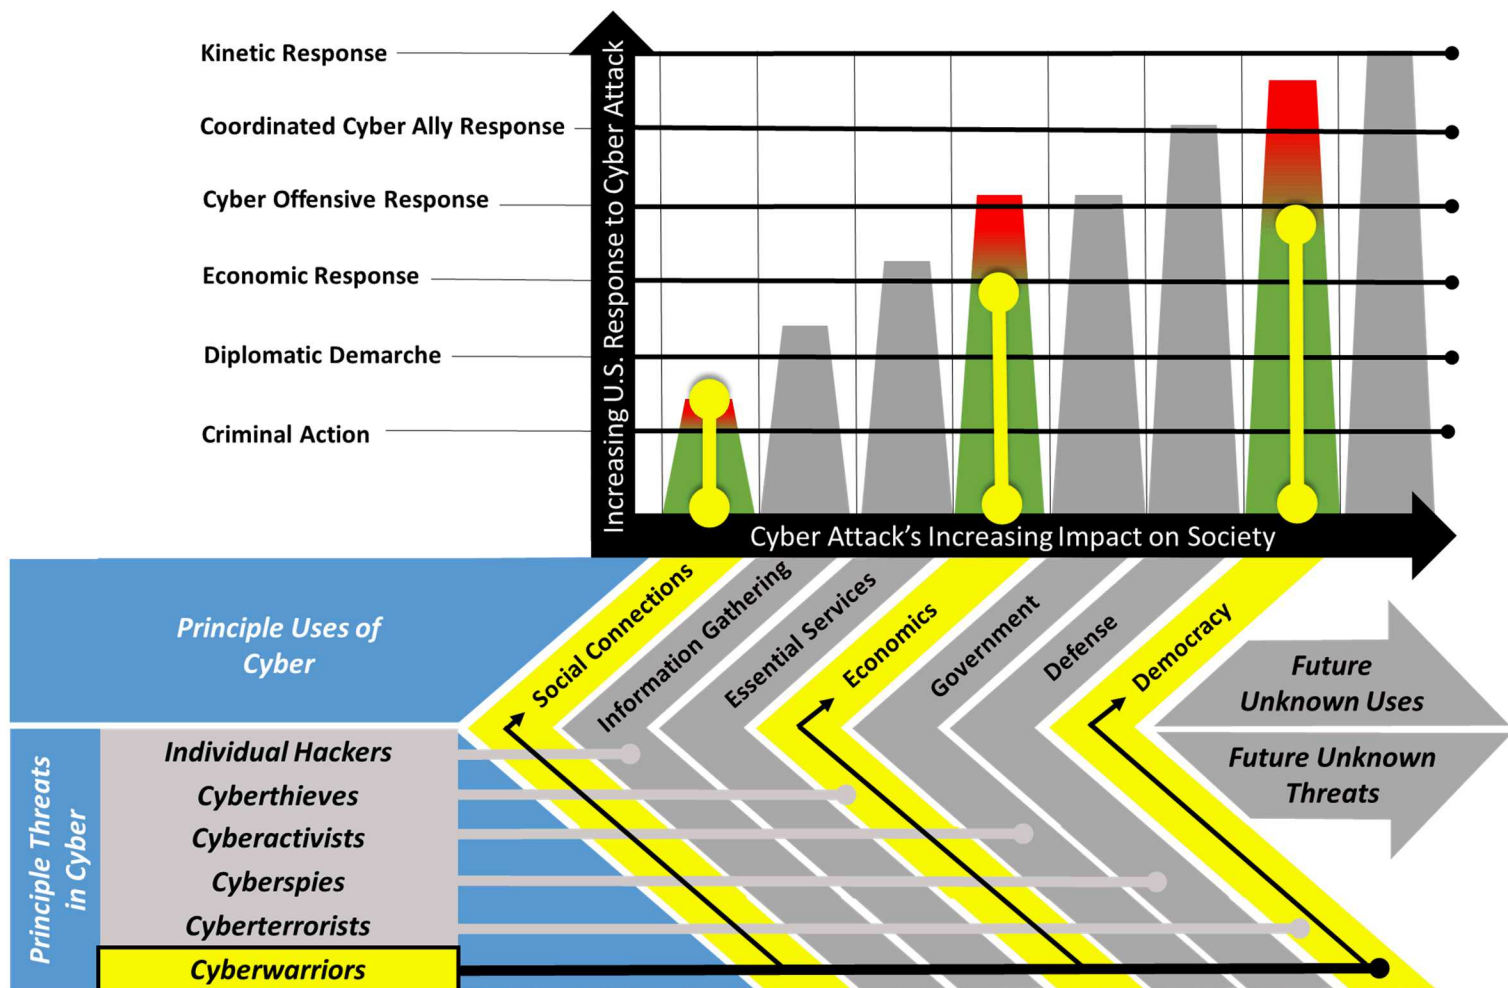 Kinetic Response
Coordinated Cyber Ally Response
Cyber Offensive Response
Economic Response
Diplomatic Demarche
Criminal Action
Increasing U.S. Response to Cyber Attack
Cyber Attack's Increasing Impact on Society
Principle Uses of
Cyber
Social Connections
Information Gathering
Essential Services
Economics
Government
Defense
Democracy
Future
Unknown Uses
Future Unknown
Threats
Principle Threats
in Cyber
Individual Hackers
Cyberthieves
Cyberactivists
Cyberspies
Cyberterrorists
Cyberwarriors